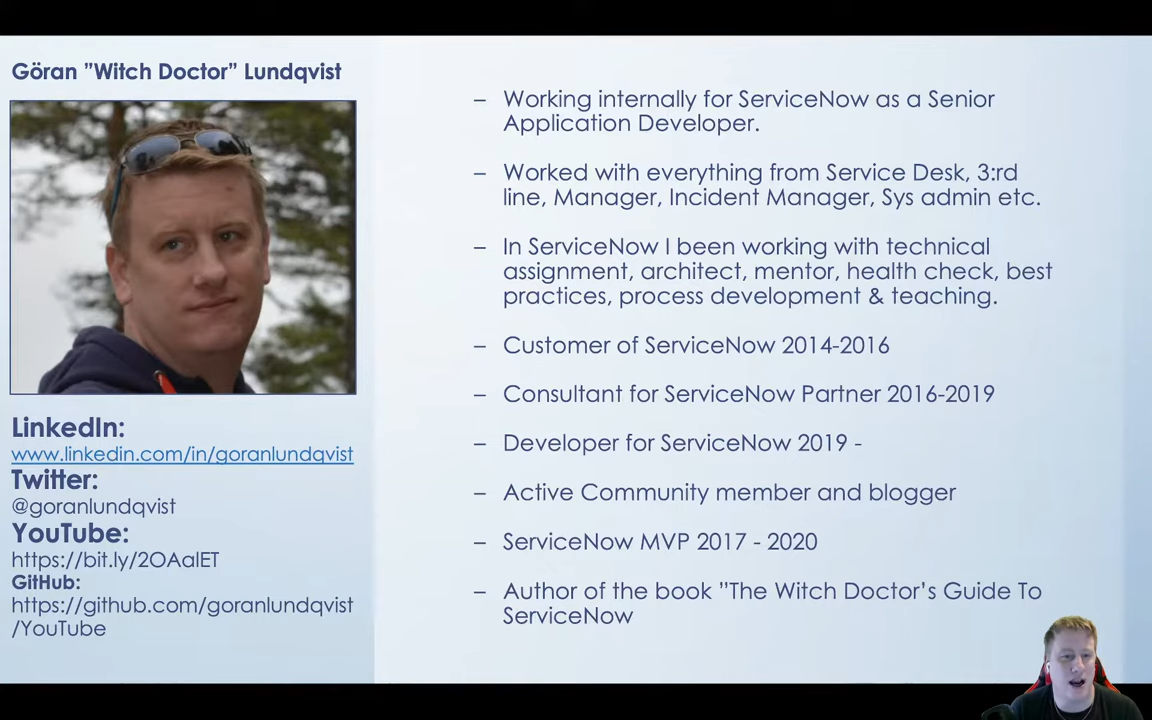 Göran ”Witch Doctor” Lundqvist
LinkedIn:
www.linkedin.com/in/goranlundqvist
Twitter:
@goranlundqvist
YouTube:
https://bit.ly/2OAalET
GitHub:
https://github.com/goranlundqvist
/YouTube
– Working internally for ServiceNow as a Senior
Application Developer.
– Worked with everything from Service Desk, 3:rd
line, Manager, Incident Manager, Sys admin etc.
– In ServiceNow I been working with technical
assignment, architect, mentor, health check, best
practices, process development & teaching.
– Customer of ServiceNow 2014-2016
– Consultant for ServiceNow Partner 2016-2019
– Developer for ServiceNow 2019 -
– Active Community member and blogger
– ServiceNow MVP 2017 - 2020
– Author of the book ”The Witch Doctor’s Guide To
ServiceNow